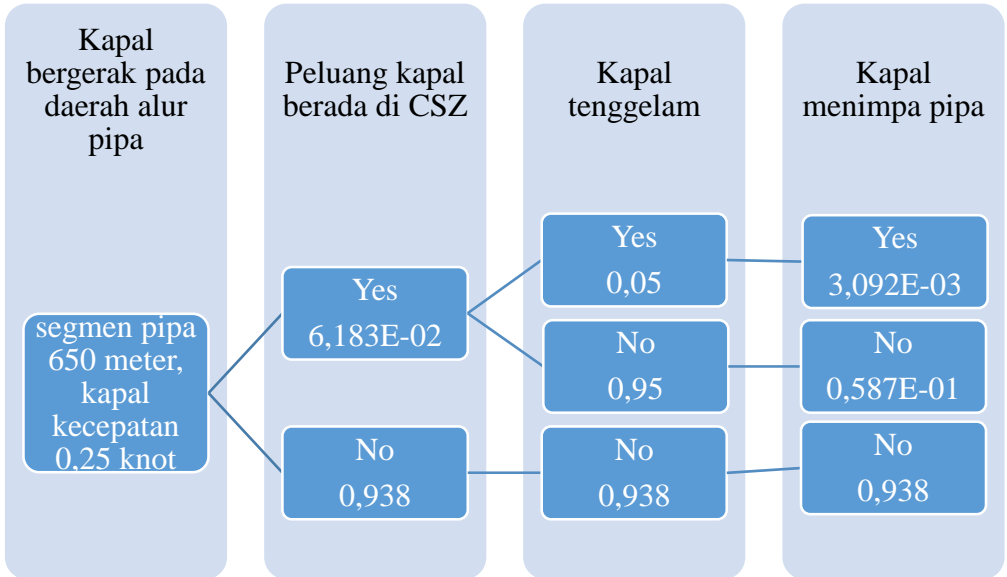 Kapal
bergerak pada
daerah alur
pipa
Peluang kapal
berada di CSZ
Kapal
tenggelam
Kapal
menimpa pipa
segmen pipa
650 meter,
kapal
kecepatan
0,25 knot
Yes
6,183E-02
No
0,938
Yes
0,05
No
0,95
No
0,938
Yes
3,092E-03
No
0,587E-01
No
0,938